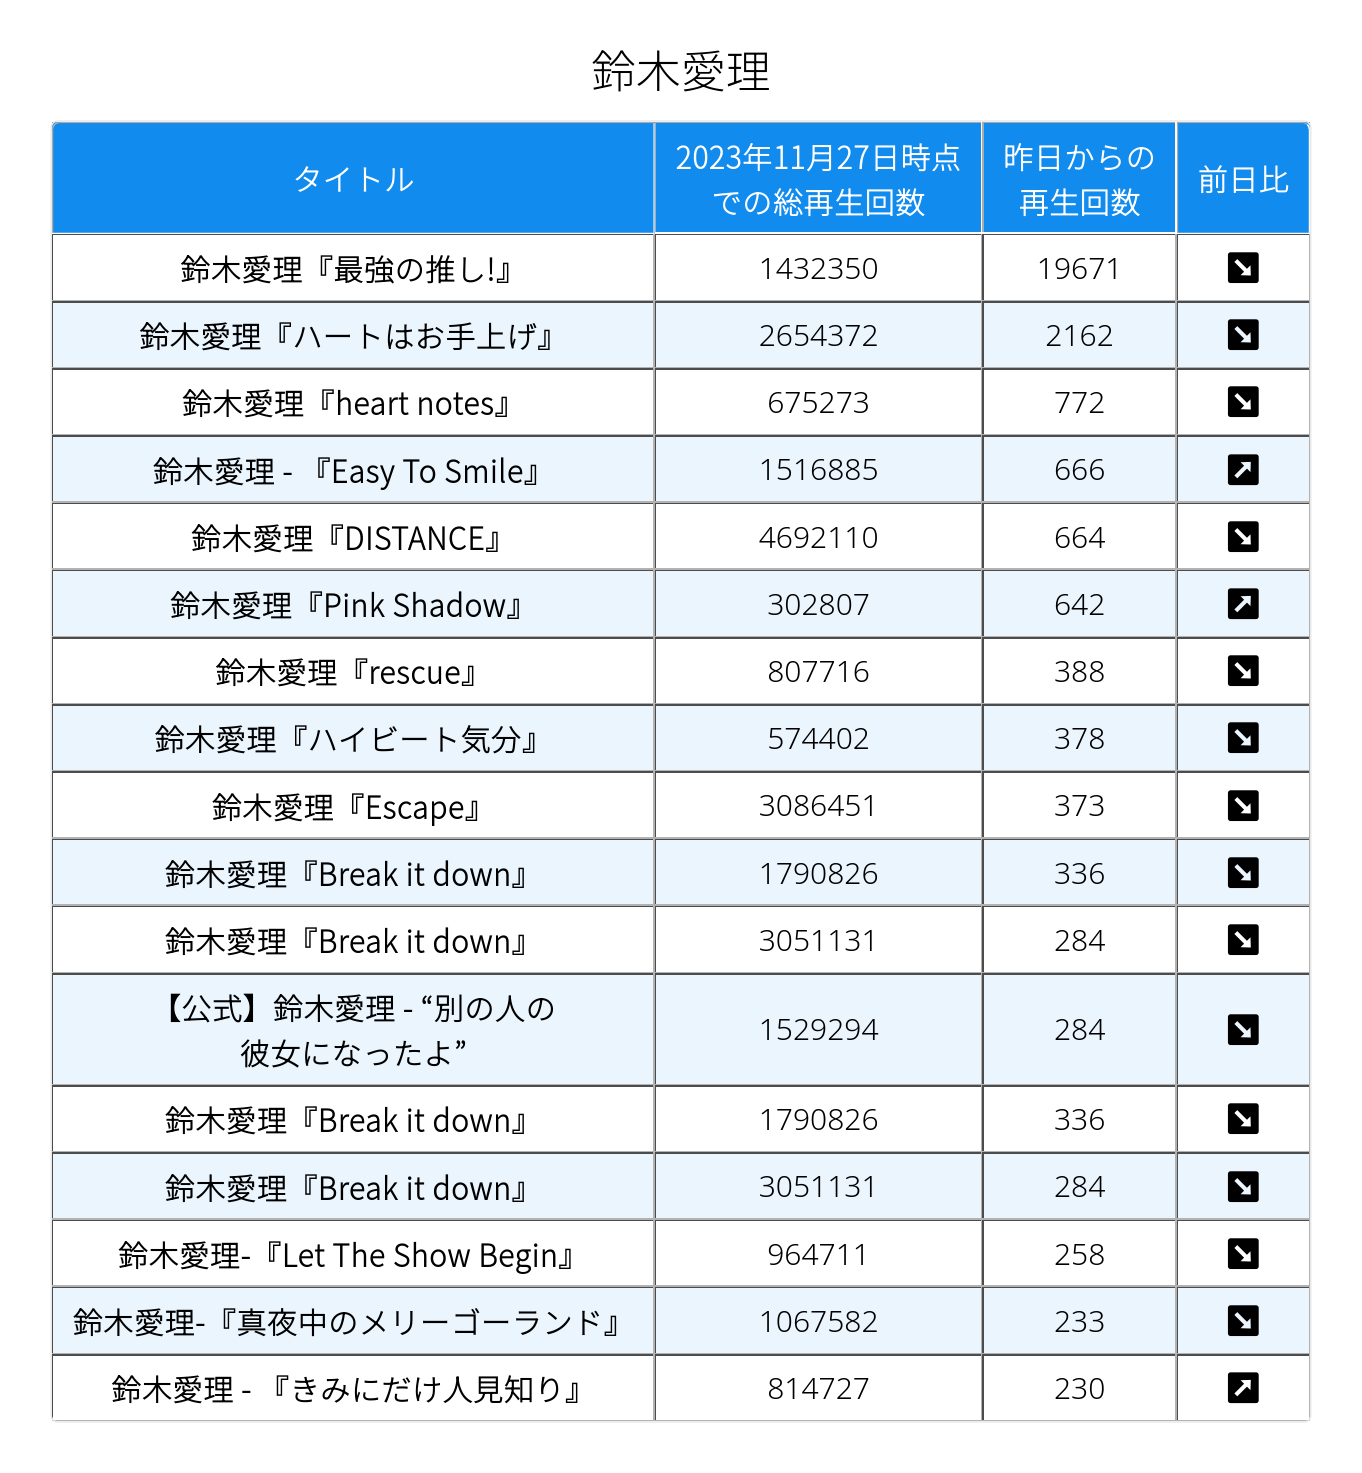 鈴木愛理
タイトル 2023年11月27日時点での総再生回数 昨日からの再生回数 前日比
鈴木愛理『最強の推し!』 1432350 19671 ↘
鈴木愛理『ハートはお手上げ』 2654372 2162 ↘
鈴木愛理『heart notes』 675273 772 ↘
鈴木愛理 - 『Easy To Smile』 1516885 666 ↗
鈴木愛理『DISTANCE』 4692110 664 ↘
鈴木愛理『Pink Shadow』 302807 642 ↗
鈴木愛理『rescue』 807716 388 ↘
鈴木愛理『ハイビート気分』 574402 378 ↘
鈴木愛理『Escape』 3086451 373 ↘
鈴木愛理『Break it down』 1790826 336 ↘
鈴木愛理『Break it down』 3051131 284 ↘
【公式】鈴木愛理 - “別の人の彼女になったよ” 1529294 284 ↘
鈴木愛理『Break it down』 1790826 336 ↘
鈴木愛理『Break it down』 3051131 284 ↘
鈴木愛理-『Let The Show Begin』 964711 258 ↘
鈴木愛理-『真夜中のメリーゴーランド』 1067582 233 ↘
鈴木愛理 - 『きみにだけ人見知り』 814727 230 ↗